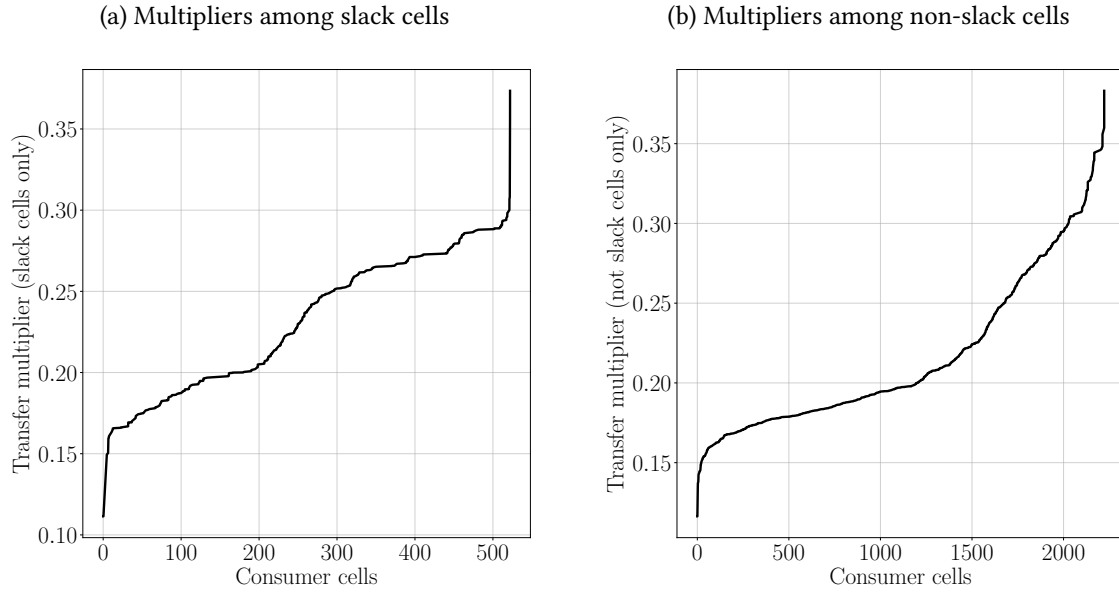 (a) Multipliers among slack cells
Transfer multiplier (slack cells only)
0.35
0.30
0.25
0.20
0.15
0.10
0 100 200 300 400 500
Consumer cells
(b) Multipliers among non-slack cells
Transfer multiplier (not slack cells only)
0.35
0.30
0.25
0.20
0.15
0 500 1000 1500 2000
Consumer cells